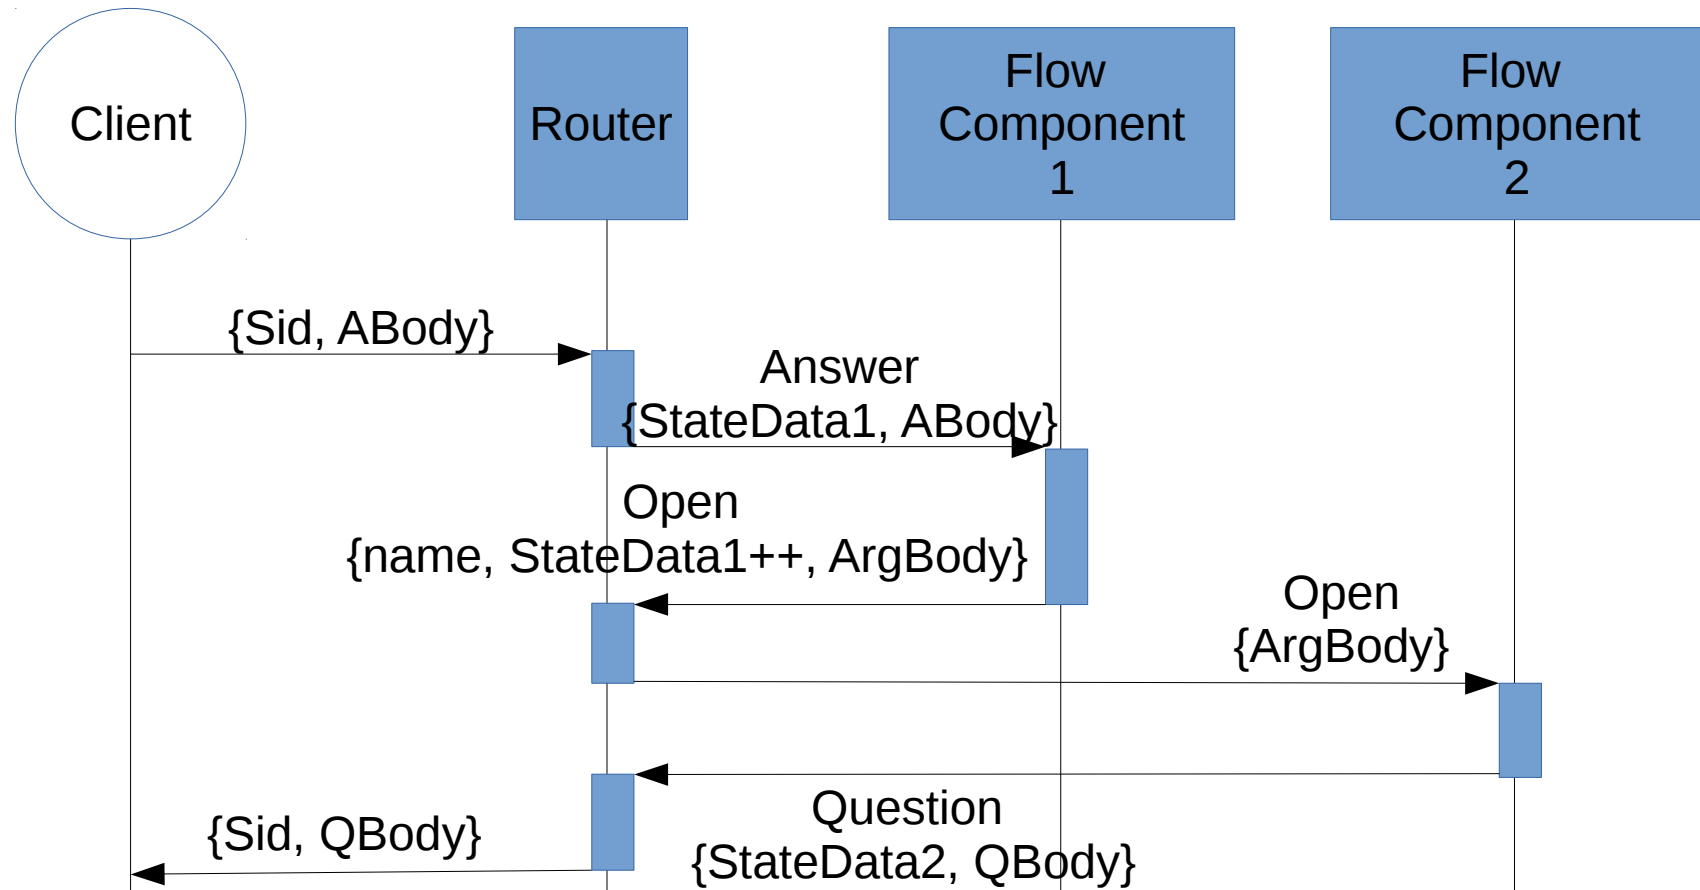 Client
Router
Flow
Component
1
Flow
Component
2
{Sid, ABody}
Answer
{StateData1, ABody}
Open
{name, StateData1++, ArgBody}
Open
{ArgBody}
Question
{StateData2, QBody}
{Sid, QBody}